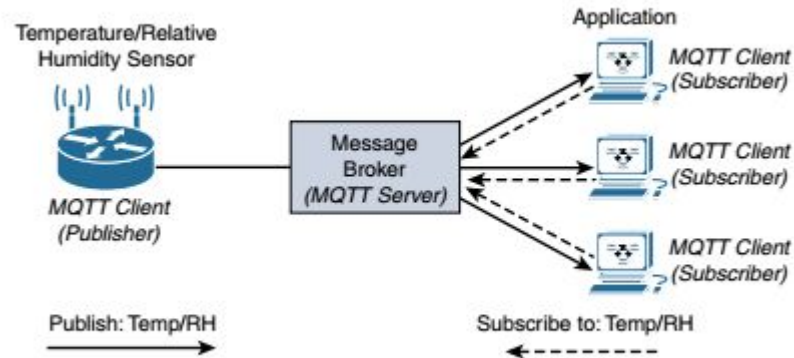 Application
Temperature/Relative
Humidity Sensor
MQTT Client
(Subscriber)
Message
Broker
(MQTT Server)
MQTT Client
(Subscriber)
MQTT Client
(Publisher)
MQTT Client
(Subscriber)
Publish: Temp/RH
Subscribe to: Temp/RH